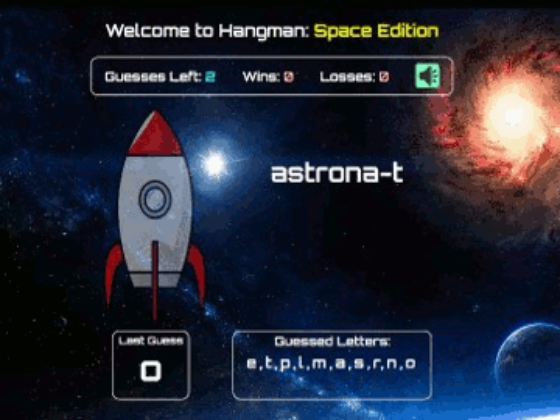 Welcome to Hangman: Space Edition
Guesses Left: 2 Wins: 0 Losses: 0
astrona-t
Last Guess
o
Guessed Letters:
e,t,p,l,m,a,s,r,n,o